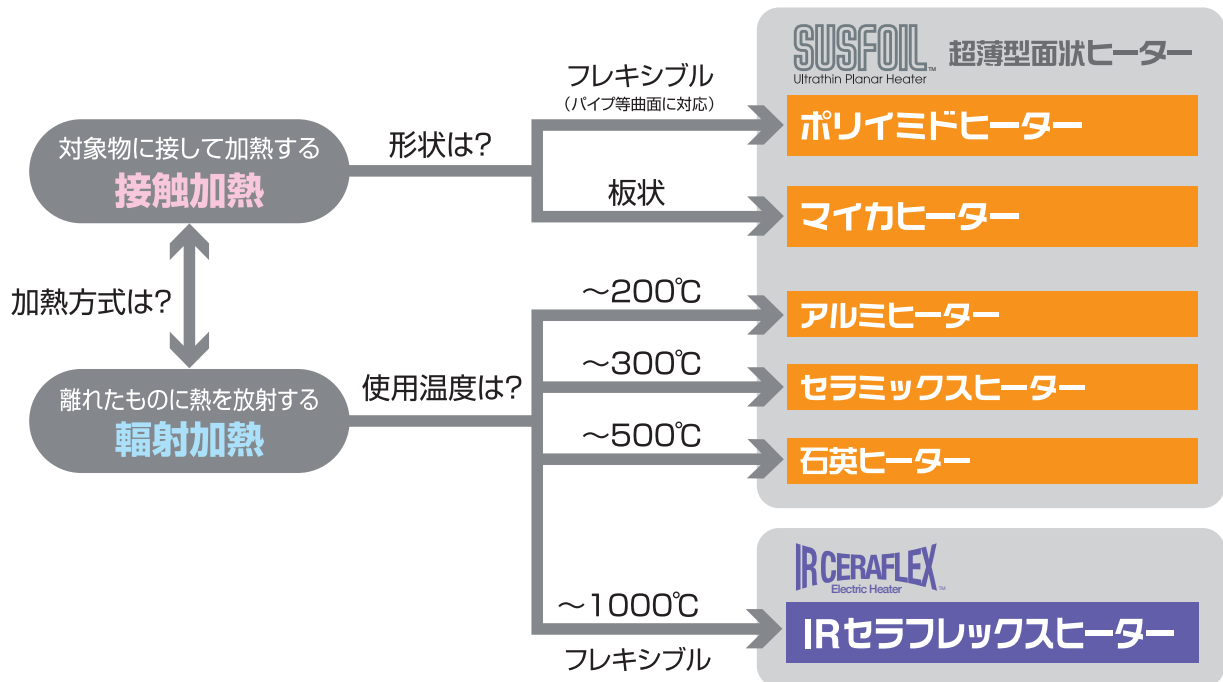 SUSFOIL™ 超薄型面状ヒーター
Ultrathin Planar Heater
フレキシブル
（パイプ等曲面に対応）
ポリイミドヒーター
対象物に接して加熱する
接触加熱
形状は?
板状
マイカヒーター
加熱方式は?
〜200℃
アルミヒーター
〜300℃
セラミックスヒーター
離れたものに熱を放射する
輻射加熱
使用温度は?
〜500℃
石英ヒーター
IR CERAFLEX™
Electric Heater
〜1000℃
フレキシブル
IRセラフレックスヒーター